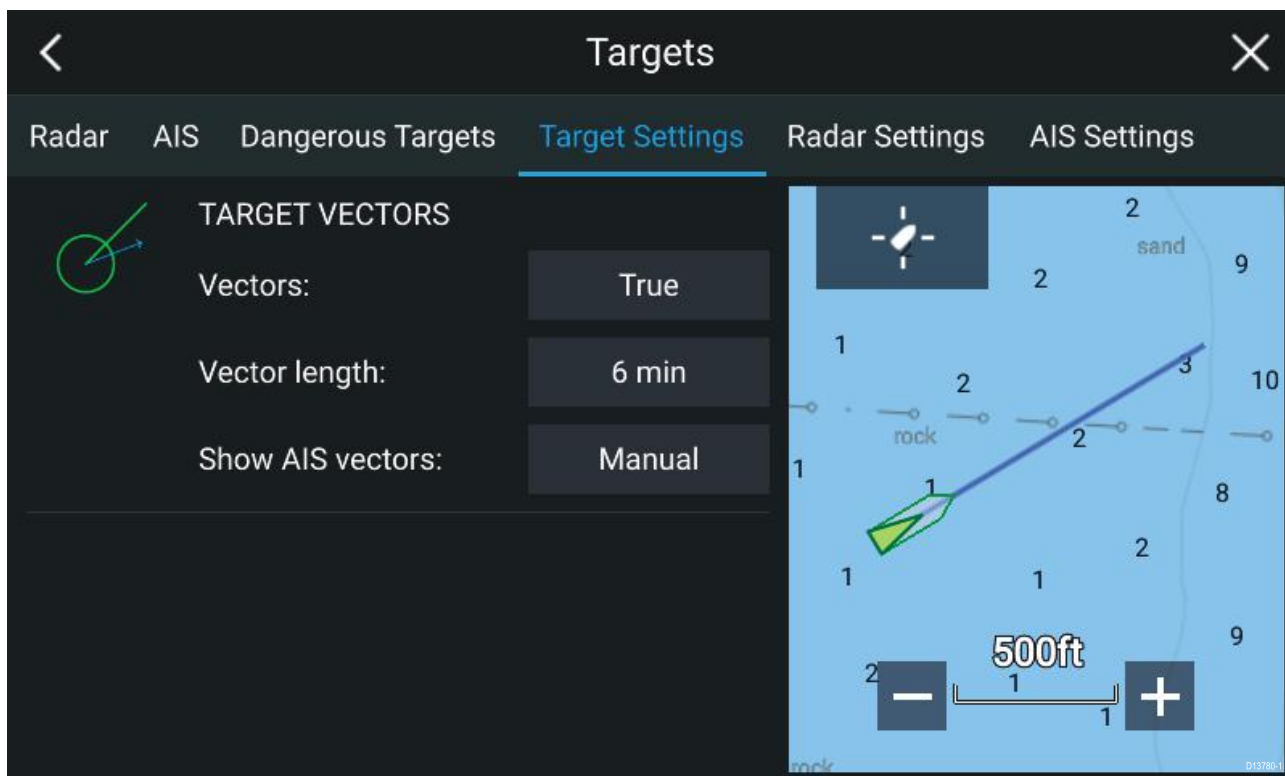 Targets
Radar AIS Dangerous Targets Target Settings Radar Settings AIS Settings
TARGET VECTORS
Vectors: True
Vector length: 6 min
Show AIS vectors: Manual
2
sand
9
2
1
3
2
10
rock
2
1
1
8
2
1
1
9
500ft
2
1
1
rock
D13780-1